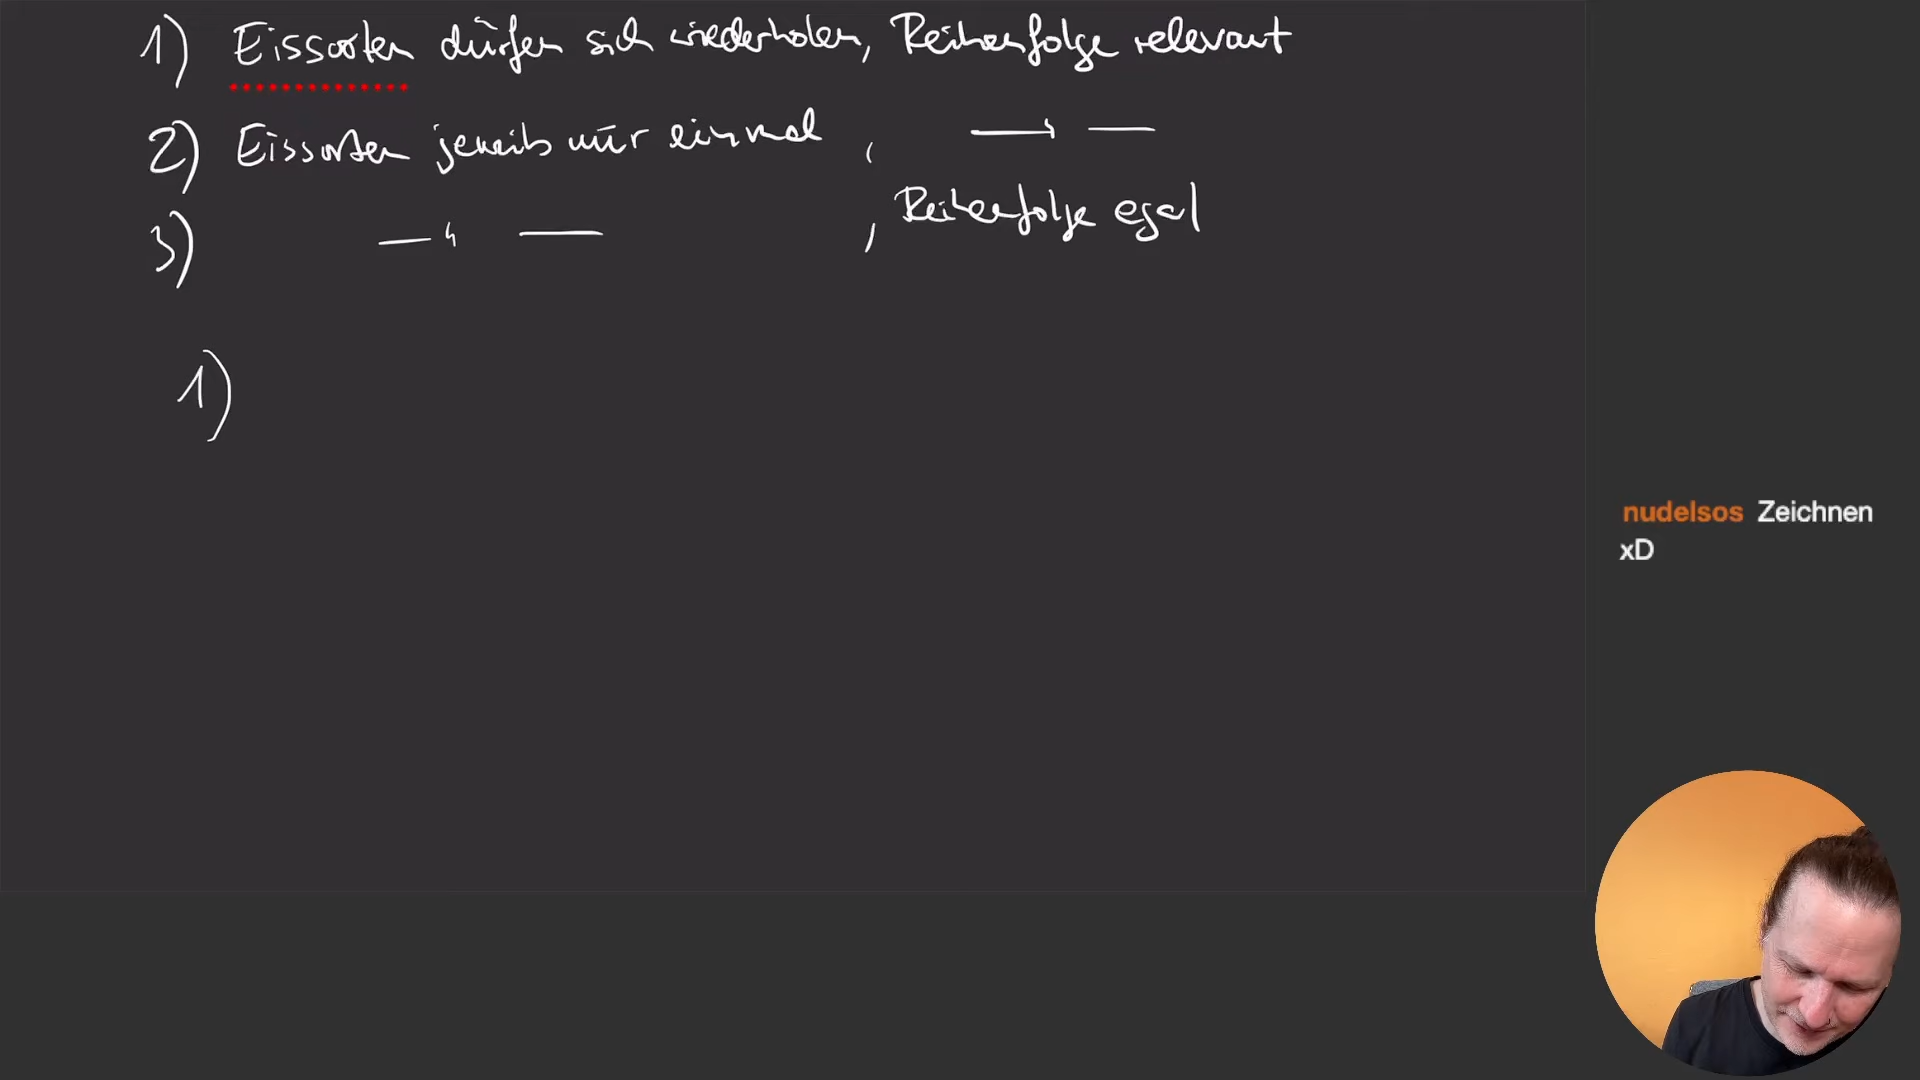 1) Eissorten dürfen sich wiederholen, Reihenfolge relevant
2) Eissorten jeweils nur einmal, — " —
3) — " —, Reihenfolge egal
1)
nudelsos Zeichnen
xD